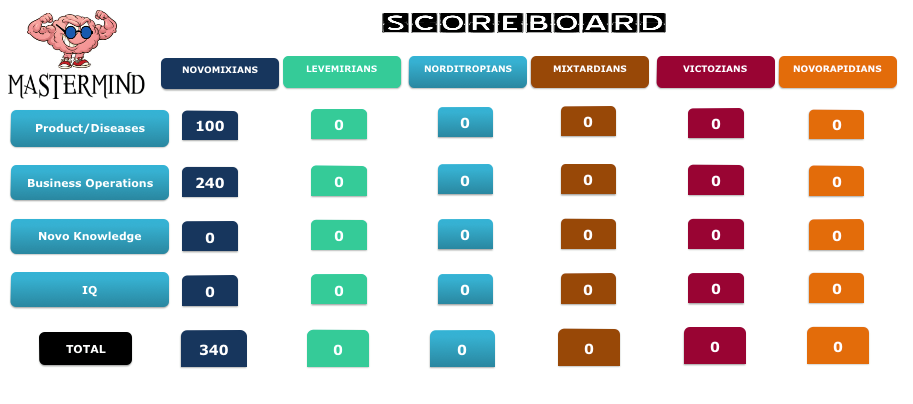 SCOREBOARD
MASTERMIND
NOVOMIXIANS LEVEMIRIANS NORDITROPIANS MIXTARDIANS VICTOZIANS NOVORAPIDIANS
Product/Diseases 100 0 0 0 0 0
Business Operations 240 0 0 0 0 0
Novo Knowledge 0 0 0 0 0 0
IQ 0 0 0 0 0 0
TOTAL 340 0 0 0 0 0